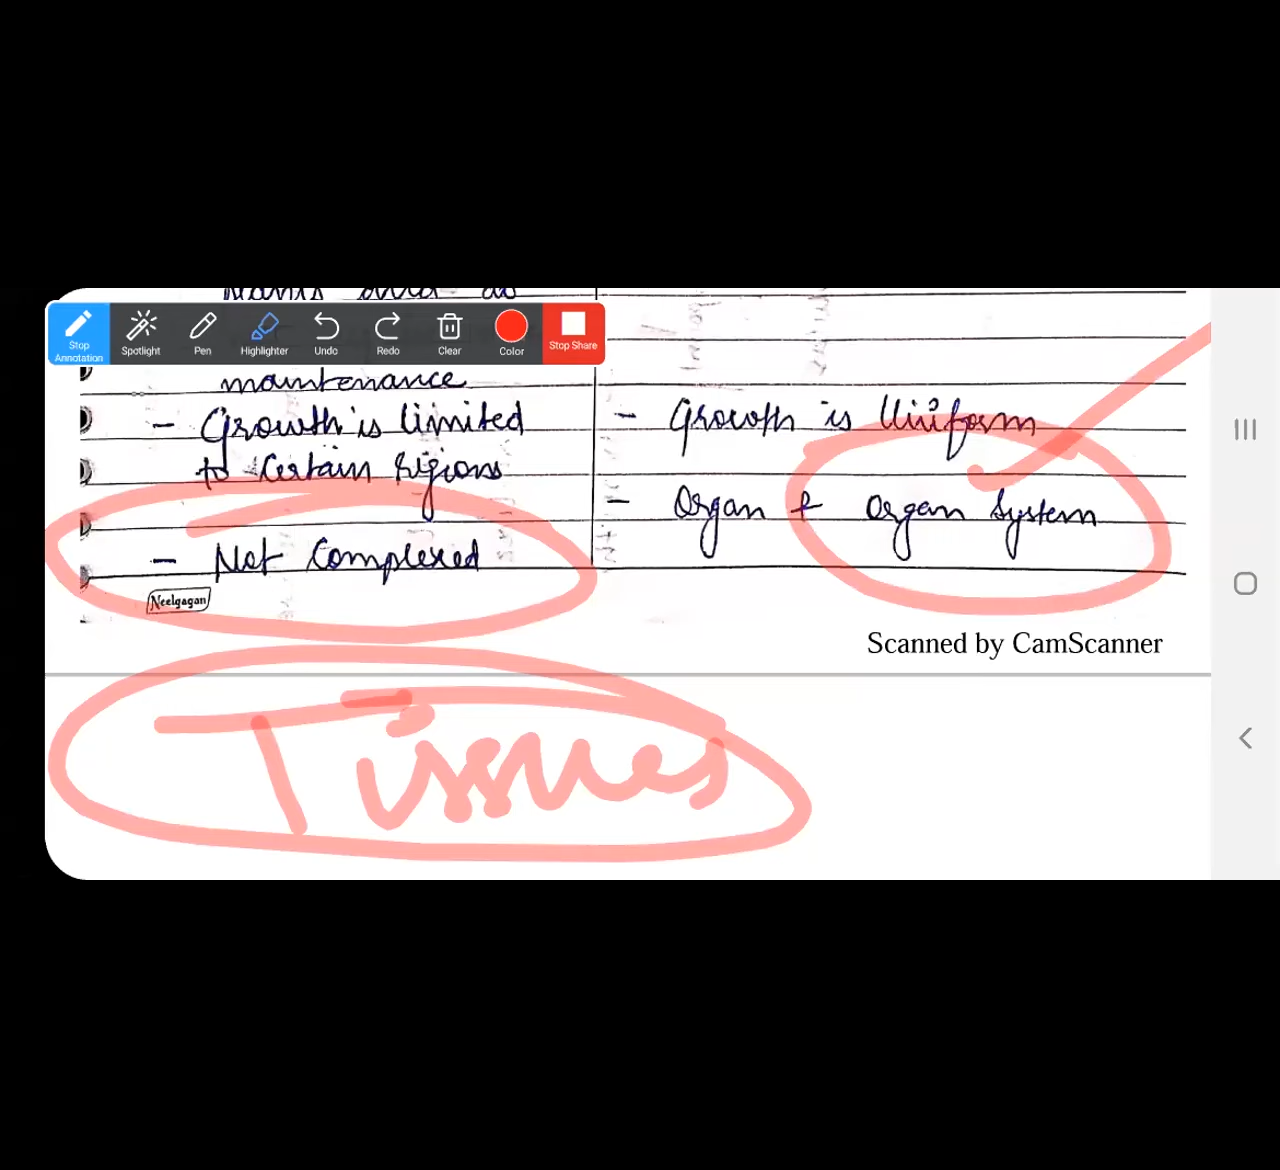 Stop Annotation
Spotlight
Pen
Highlighter
Undo
Redo
Clear
Color
Stop Share
maintenance
- Growth is limited
to Certain regions
- Not Complexed
Neelgagan
- Growth is Uniform
- Organ & Organ System
Scanned by CamScanner
Tissues